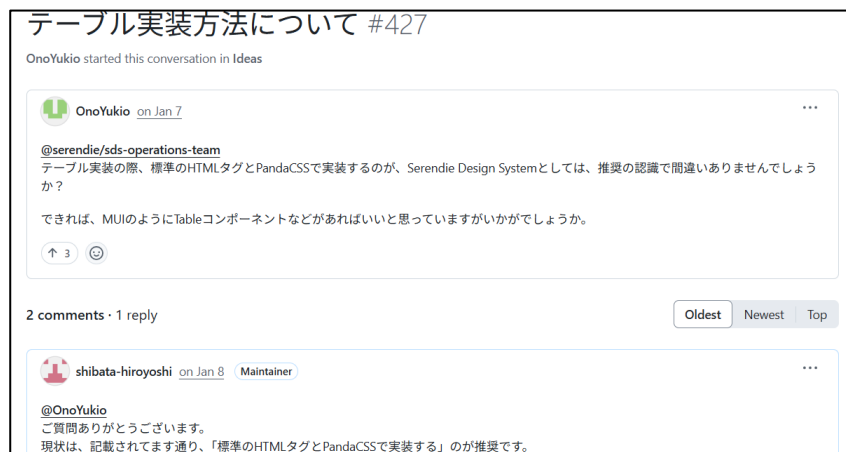 テーブル実装方法について #427
OnoYukio started this conversation in Ideas
OnoYukio on Jan 7
@serendie/sds-operations-team
テーブル実装の際、標準のHTMLタグとPandaCSSで実装するのが、Serendie Design Systemとしては、推奨の認識で間違いありませんでしょう
か？
できれば、MUIのようにTableコンポーネントなどがあればいいと思っていますがいかがでしょうか。
↑ 3
2 comments · 1 reply
Oldest Newest Top
shibata-hiroyoshi on Jan 8 Maintainer
@OnoYukio
ご質問ありがとうございます。
現状は、記載されてます通り、「標準のHTMLタグとPandaCSSで実装する」のが推奨です。